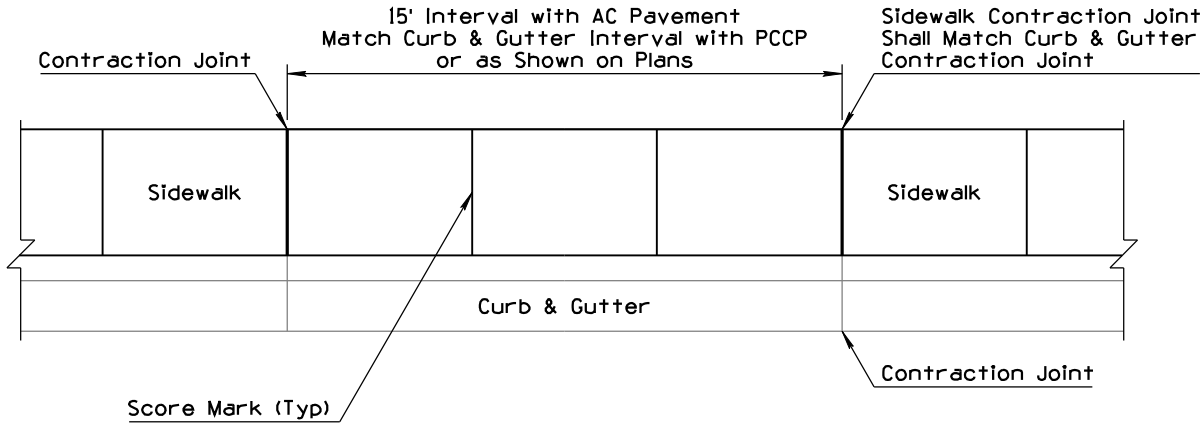 15' Interval with AC Pavement
Match Curb & Gutter Interval with PCCP
or as Shown on Plans
Sidewalk Contraction Joint
Shall Match Curb & Gutter
Contraction Joint
Contraction Joint
Sidewalk
Sidewalk
Curb & Gutter
Contraction Joint
Score Mark (Typ)